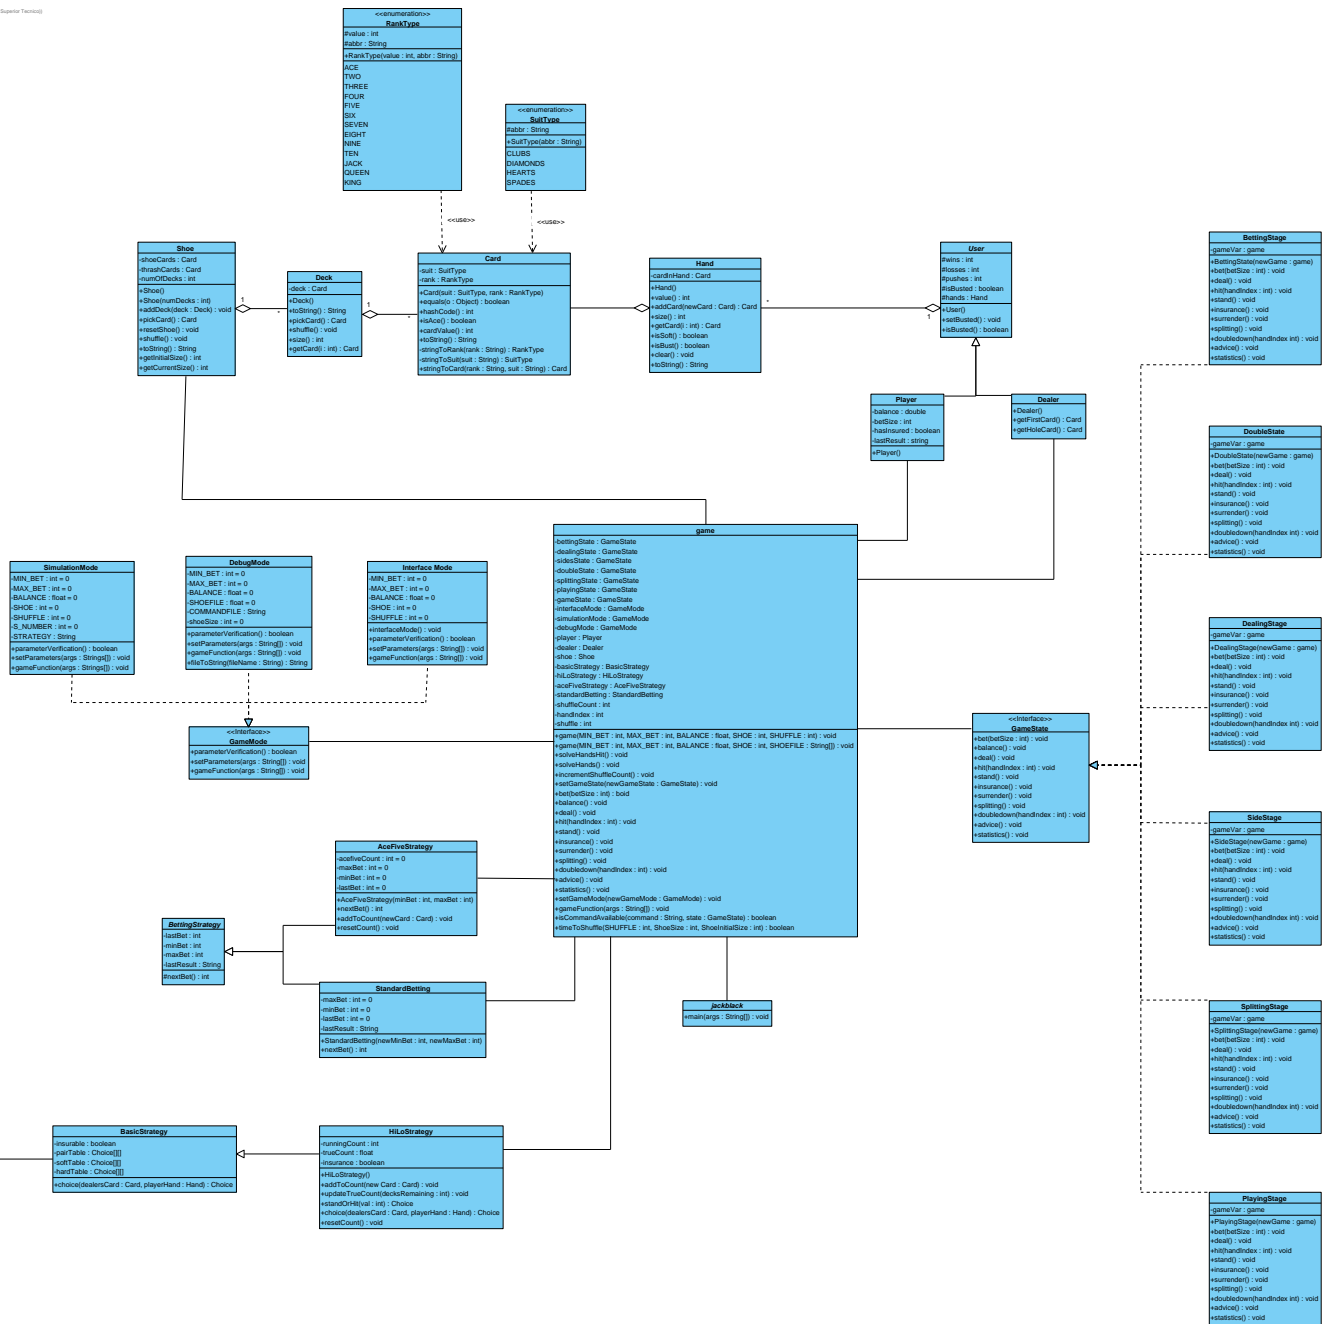 Superior Tecnico)
<<enumeration>>
RankType
#value : int
#abbr : String
+RankType(value : int, abbr : String)
ACE
TWO
THREE
FOUR
FIVE
SIX
SEVEN
EIGHT
NINE
TEN
JACK
QUEEN
KING
<<enumeration>>
SuitType
#abbr : String
+SuitType(abbr : String)
CLUBS
DIAMONDS
HEARTS
SPADES
<<use>>
<<use>>
Shoe
-shoeCards : Card
-thrashCards : Card
-numOfDecks : int
+Shoe()
+Shoe(numDecks : int)
+addDeck(deck : Deck) : void
+pickCard() : Card
+resetShoe() : void
+shuffle() : void
+toString() : String
+getInitialSize() : int
+getCurrentSize() : int
1
*
Deck
-deck : Card
+Deck()
+toString() : String
+pickCard() : Card
+shuffle() : void
+size() : int
+getCard(i : int) : Card
1
*
Card
-suit : SuitType
-rank : RankType
+Card(suit : SuitType, rank : RankType)
+equals(o : Object) : boolean
+hashCode() : int
+isAce() : boolean
+cardValue() : int
+toString() : String
-stringToRank(rank : String) : RankType
-stringToSuit(suit : String) : SuitType
+stringToCard(rank : String, suit : String) : Card
Hand
-cardInHand : Card
+Hand()
+value() : int
+addCard(newCard : Card) : Card
+size() : int
+getCard(i : int) : Card
+isSoft() : boolean
+isBust() : boolean
+clear() : void
+toString() : String
*
1
User
#wins : int
#losses : int
#pushes : int
#isBusted : boolean
#hands : Hand
+User()
+setBusted() : void
+isBusted() : boolean
Player
-balance : double
-betSize : int
-hasInsured : boolean
-lastResult : string
+Player()
Dealer
+Dealer()
+getFirstCard() : Card
+getHoleCard() : Card
BettingStage
-gameVar : game
+BettingState(newGame : game)
+bet(betSize : int) : void
+deal() : void
+hit(handIndex : int) : void
+stand() : void
+insurance() : void
+surrender() : void
+splitting() : void
+doubledown(handIndex int) : void
+advice() : void
+statistics() : void
DoubleState
-gameVar : game
+DoubleState(newGame : game)
+bet(betSize : int) : void
+deal() : void
+hit(handIndex : int) : void
+stand() : void
+insurance() : void
+surrender() : void
+splitting() : void
+doubledown(handIndex int) : void
+advice() : void
+statistics() : void
DealingStage
-gameVar : game
+DealingStage(newGame : game)
+bet(betSize : int) : void
+deal() : void
+hit(handIndex : int) : void
+stand() : void
+insurance() : void
+surrender() : void
+splitting() : void
+doubledown(handIndex int) : void
+advice() : void
+statistics() : void
SideStage
-gameVar : game
+SideStage(newGame : game)
+bet(betSize : int) : void
+deal() : void
+hit(handIndex : int) : void
+stand() : void
+insurance() : void
+surrender() : void
+splitting() : void
+doubledown(handIndex int) : void
+advice() : void
+statistics() : void
SplittingStage
-gameVar : game
+SplittingStage(newGame : game)
+bet(betSize : int) : void
+deal() : void
+hit(handIndex : int) : void
+stand() : void
+insurance() : void
+surrender() : void
+splitting() : void
+doubledown(handIndex int) : void
+advice() : void
+statistics() : void
PlayingStage
-gameVar : game
+PlayingStage(newGame : game)
+bet(betSize : int) : void
+deal() : void
+hit(handIndex : int) : void
+stand() : void
+insurance() : void
+surrender() : void
+splitting() : void
+doubledown(handIndex int) : void
+advice() : void
+statistics() : void
SimulationMode
-MIN_BET : int = 0
-MAX_BET : int = 0
-BALANCE : float = 0
-SHOE : int = 0
-SHUFFLE : int = 0
-S_NUMBER : int = 0
-STRATEGY : String
+parameterVerification() : boolean
+setParameters(args : Strings[]) : void
+gameFunction(args : Strings[]) : void
DebugMode
-MIN_BET : int = 0
-MAX_BET : int = 0
-BALANCE : float = 0
-SHOEFILE : float = 0
-COMMANDFILE : String
-shoeSize : int = 0
+parameterVerification() : boolean
+setParameters(args : String[]) : void
+gameFunction(args : String[]) : void
+fileToString(fileName : String) : String
Interface Mode
-MIN_BET : int = 0
-MAX_BET : int = 0
-BALANCE : float = 0
-SHOE : int = 0
-SHUFFLE : int = 0
+interfaceMode() : void
+parameterVerification() : boolean
+setParameters(args : String[]) : void
+gameFunction(args : String[]) : void
<<Interface>>
GameMode
+parameterVerification() : boolean
+setParameters(args : String[]) : void
+gameFunction(args : String[]) : void
game
-bettingState : GameState
-dealingState : GameState
-sidesState : GameState
-doubleState : GameState
-splittingState : GameState
-playingState : GameState
-gameState : GameState
-interfaceMode : GameMode
-simulationMode : GameMode
-debugMode : GameMode
-player : Player
-dealer : Dealer
-shoe : Shoe
-basicStrategy : BasicStrategy
-hiLoStrategy : HiLoStrategy
-aceFiveStrategy : AceFiveStrategy
-standardBetting : StandardBetting
-shuffleCount : int
-handIndex : int
-shuffle : int
+game(MIN_BET : int, MAX_BET : int, BALANCE : float, SHOE : int, SHUFFLE : int) : void
+game(MIN_BET : int, MAX_BET : int, BALANCE : float, SHOE : int, SHOEFILE : String[]) : void
+solveHandsHit() : void
+solveHands() : void
+incrementShuffleCount() : void
+setGameState(newGameState : GameState) : void
+bet(betSize : int) : boid
+balance() : void
+deal() : void
+hit(handIndex : int) : void
+stand() : void
+insurance() : void
+surrender() : void
+splitting() : void
+doubledown(handIndex : int) : void
+advice() : void
+statistics() : void
+setGameMode(newGameMode : GameMode) : void
+gameFunction(args : String[]) : void
+isCommandAvailable(command : String, state : GameState) : boolean
+timeToShuffle(SHUFFLE : int, ShoeSize : int, ShoeInitialSize : int) : boolean
<<Interface>>
GameState
+bet(betSize : int) : void
+balance() : void
+deal() : void
+hit(handIndex : int) : void
+stand() : void
+insurance() : void
+surrender() : void
+splitting() : void
+doubledown(handIndex : int) : void
+advice() : void
+statistics() : void
AceFiveStrategy
-acefiveCount : int = 0
-maxBet : int = 0
-minBet : int = 0
-lastBet : int = 0
+AceFiveStrategy(minBet : int, maxBet : int)
+nextBet() : int
+addToCount(newCard : Card) : void
+resetCount() : void
BettingStrategy
-lastBet : int
-minBet : int
-maxBet : int
-lastResult : String
#nextBet() : int
StandardBetting
-maxBet : int = 0
-minBet : int = 0
-lastBet : int = 0
-lastResult : String
+StandardBetting(newMinBet : int, newMaxBet : int)
+nextBet() : int
jackblack
+main(args : String[]) : void
BasicStrategy
-insurable : boolean
-pairTable : Choice[][]
-softTable : Choice[][]
-hardTable : Choice[][]
+choice(dealersCard : Card, playerHand : Hand) : Choice
HiLoStrategy
-runningCount : int
-trueCount : float
-insurance : boolean
+HiLoStrategy()
+addToCount(new Card : Card) : void
+updateTrueCount(decksRemaining : int) : void
+standOrHit(val : int) : Choice
+choice(dealersCard : Card, playerHand : Hand) : Choice
+resetCount() : void